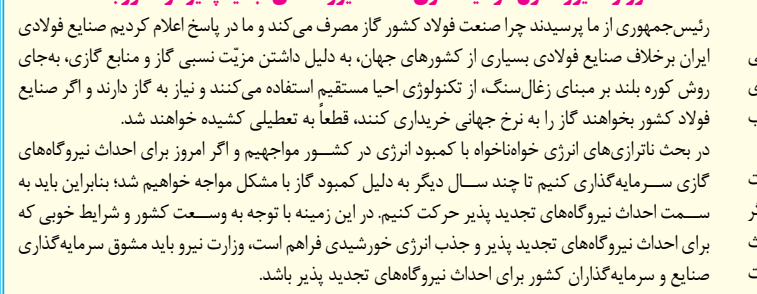 رئیس‌جمهوری از ما پرسیدند چرا صنعت فولاد کشور گاز مصرف می‌کند و ما در پاسخ اعلام کردیم صنایع فولادی
ایران برخلاف صنایع فولادی بسیاری از کشورهای جهان، به دلیل داشتن مزیّت نسبی گاز و منابع گازی، به‌جای
روش کوره بلند بر مبنای زغال‌سنگ، از تکنولوژی احیا مستقیم استفاده می‌کنند و نیاز به گاز دارند و اگر صنایع
فولاد کشور بخواهند گاز را به نرخ جهانی خریداری کنند، قطعاً به تعطیلی کشیده خواهند شد.
در بحث ناترازی‌های انرژی خواه‌ناخواه با کمبود انرژی در کشـــور مواجهیم و اگر امروز برای احداث نیروگاه‌های
گازی ســرمایه‌گذاری کنیم تا چند ســال دیگر به دلیل کمبود گاز با مشکل مواجه خواهیم شد؛ بنابراین باید به
ســمت احداث نیروگاه‌های تجدید پذیر حرکت کنیم. در این زمینه با توجه به وســعت کشور و شرایط خوبی که
برای احداث نیروگاه‌های تجدید پذیر و جذب انرژی خورشیدی فراهم است، وزارت نیرو باید مشوق سرمایه‌گذاری
صنایع و سرمایه‌گذاران کشور برای احداث نیروگاه‌های تجدید پذیر باشد.